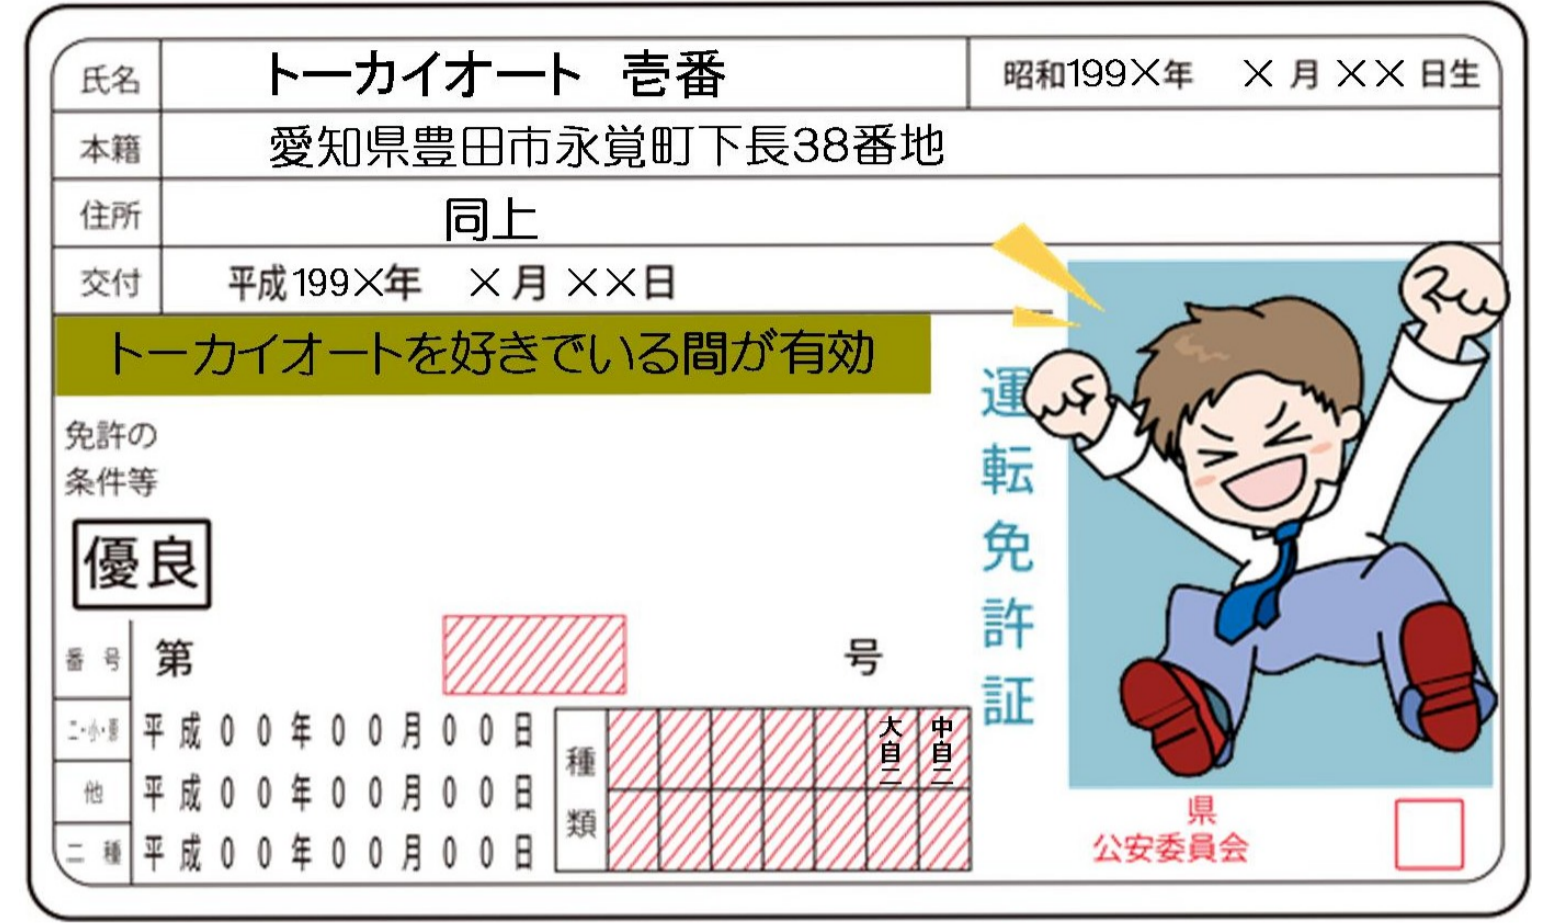 氏名 トーカイオート 壱番 昭和199×年 ×月××日生
本籍 愛知県豊田市永覚町下長38番地
住所 同上
交付 平成199×年 ×月××日
トーカイオートを好きでいる間が有効
免許の
条件等
優良
番号 第 号
二・小・原 平成00年00月00日
他 平成00年00月00日
二種 平成00年00月00日
種類
大自二
中自二
運転免許証
県
公安委員会